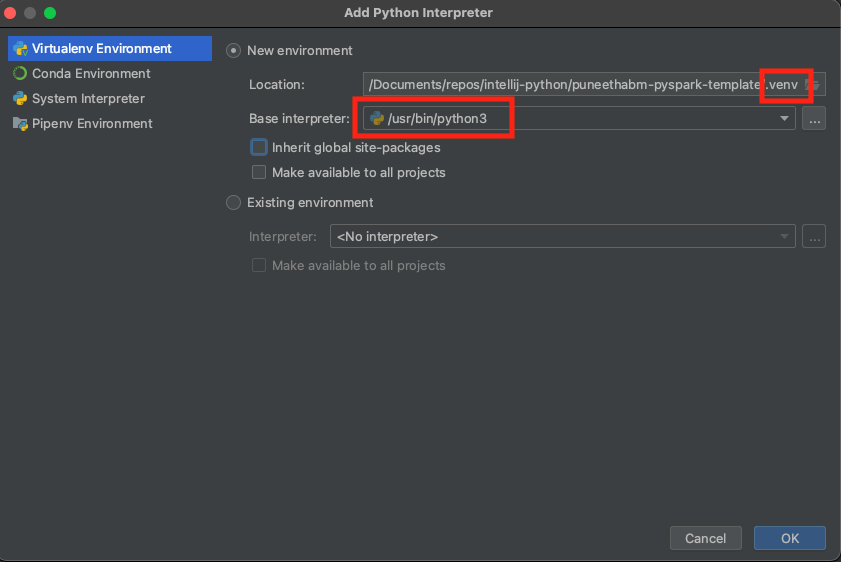 Add Python Interpreter
Virtualenv Environment
Conda Environment
System Interpreter
Pipenv Environment
New environment
Location: /Documents/repos/intellij-python/puneethabm-pyspark-template/.venv
Base interpreter: /usr/bin/python3 ...
Inherit global site-packages
Make available to all projects
Existing environment
Interpreter: <No interpreter> ...
Make available to all projects
Cancel OK